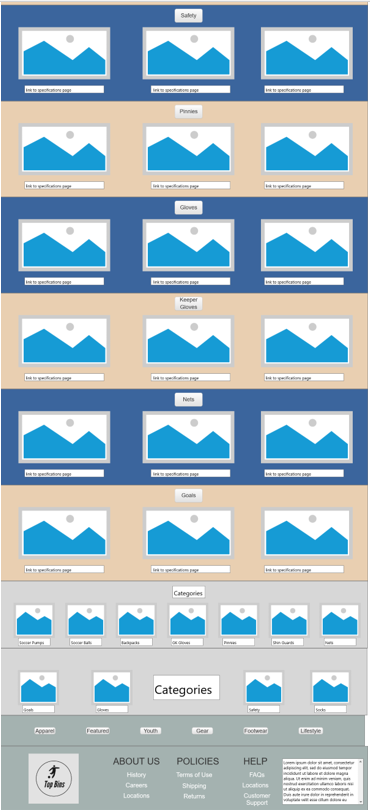 Safety
link to specifications page link to specifications page link to specifications page
Pinnies
link to specifications page link to specifications page link to specifications page
Gloves
link to specifications page link to specifications page link to specifications page
Keeper
Gloves
link to specifications page link to specifications page link to specifications page
Nets
link to specifications page link to specifications page link to specifications page
Goals
link to specifications page link to specifications page link to specifications page
Categories
Soccer Pumps Soccer Balls Backpacks GK Gloves Pinnies Shin Guards Nets
Categories
Goals Gloves Safety Socks
Apparel Featured Youth Gear Footwear Lifestyle
ABOUT US POLICIES HELP
History Terms of Use FAQs
Careers Shipping Locations
Locations Returns Customer
Support
Top Bins
Lorem ipsum dolor sit amet, consectetur
adipiscing elit, sed do eiusmod tempor
incididunt ut labore et dolore magna
aliqua. Ut enim ad minim veniam, quis
nostrud exercitation ullamco laboris nisi
ut aliquip ex ea commodo consequat.
Duis aute irure dolor in reprehenderit in
voluptate velit esse cillum dolore eu